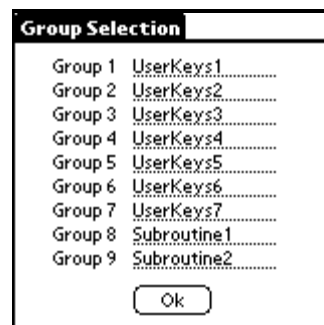 Group Selection
Group 1 UserKeys1
Group 2 UserKeys2
Group 3 UserKeys3
Group 4 UserKeys4
Group 5 UserKeys5
Group 6 UserKeys6
Group 7 UserKeys7
Group 8 Subroutine1
Group 9 Subroutine2
Ok